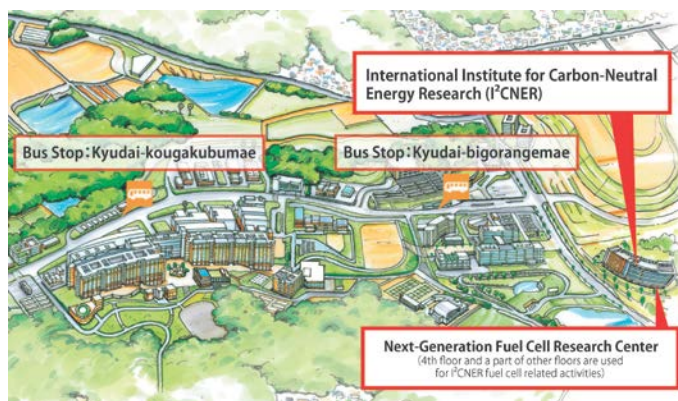 International Institute for Carbon-Neutral
Energy Research (I²CNER)
Bus Stop:Kyudai-kougakubumae
Bus Stop:Kyudai-bigorangemae
Next-Generation Fuel Cell Research Center
(4th floor and a part of other floors are used
for I²CNER fuel cell related activities)